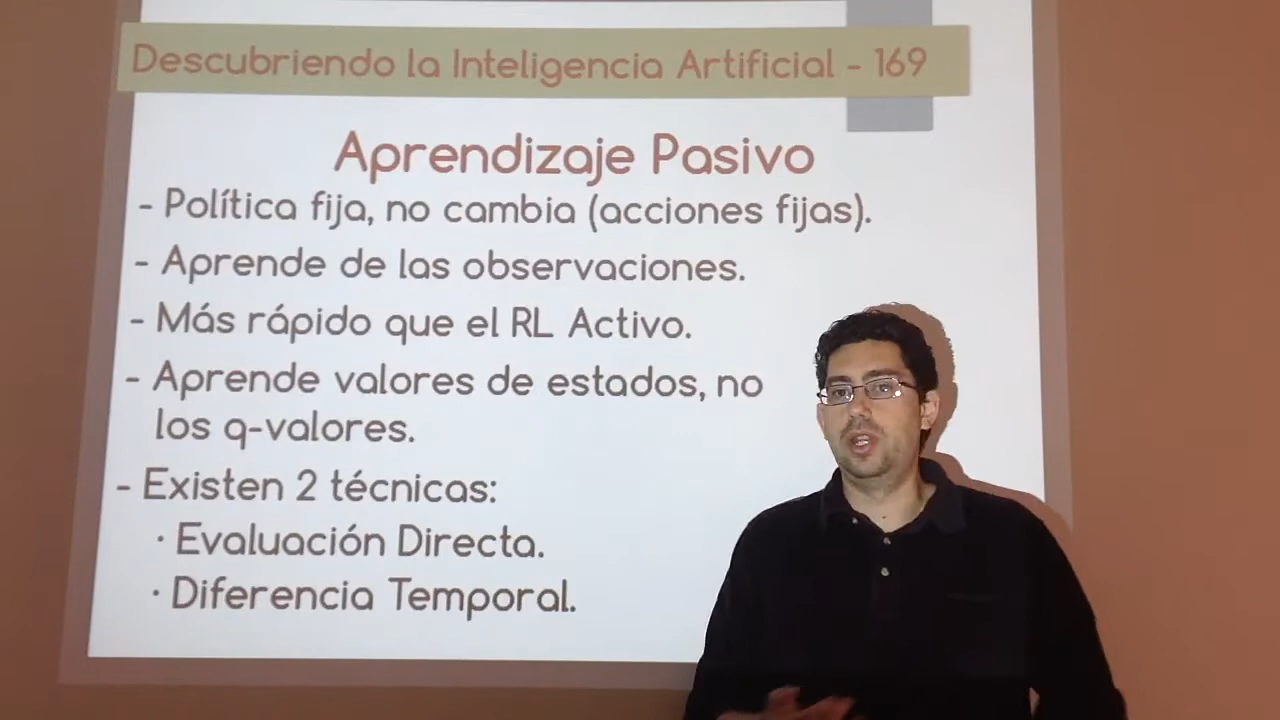 Descubriendo la Inteligencia Artificial - 169
Aprendizaje Pasivo
- Política fija, no cambia (acciones fijas).
- Aprende de las observaciones.
- Más rápido que el RL Activo.
- Aprende valores de estados, no
los q-valores.
- Existen 2 técnicas:
· Evaluación Directa.
· Diferencia Temporal.